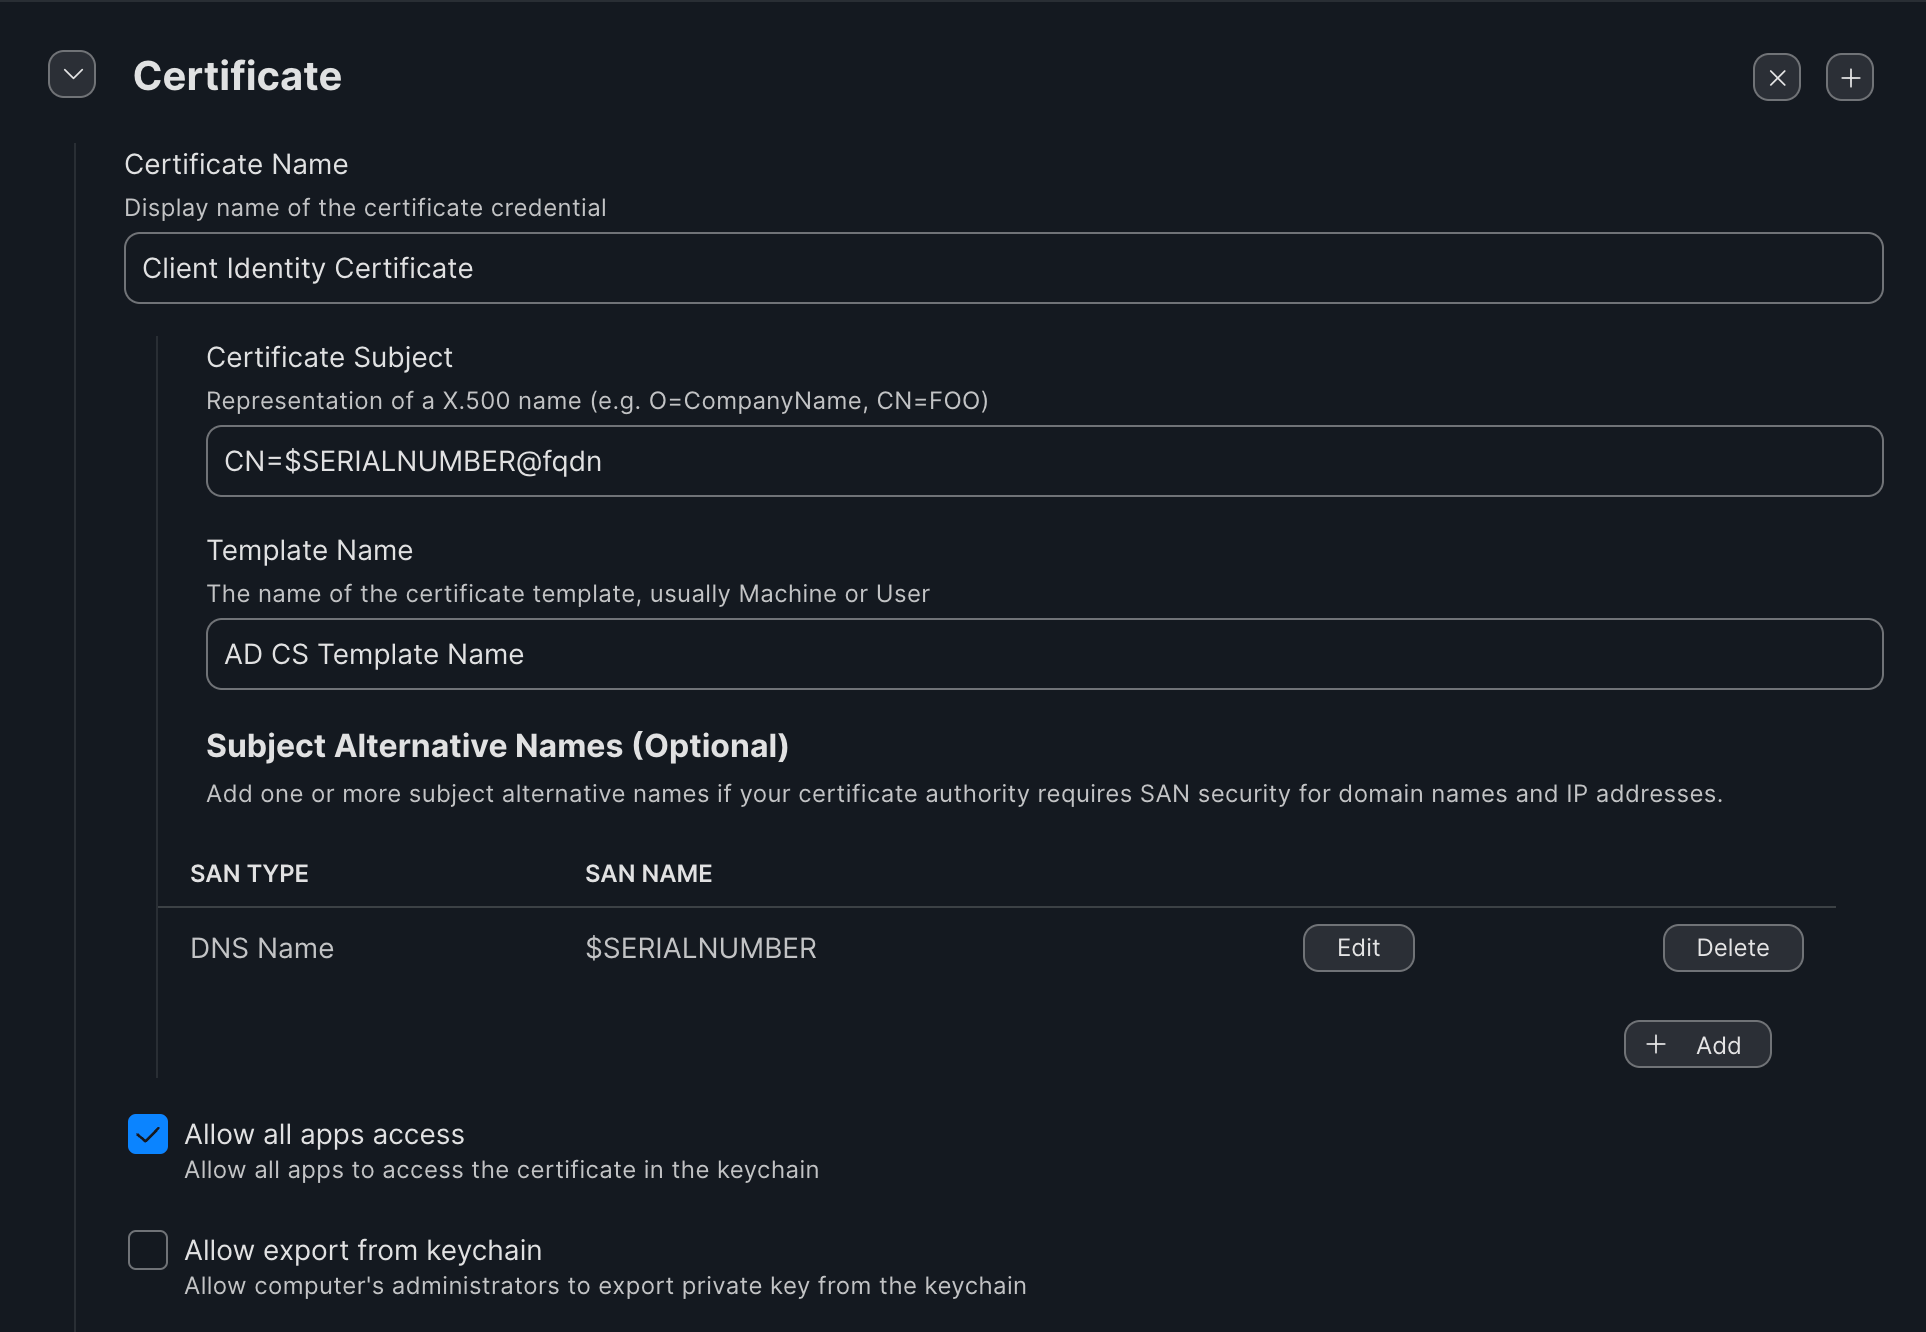 Certificate
Certificate Name
Display name of the certificate credential
Client Identity Certificate
Certificate Subject
Representation of a X.500 name (e.g. O=CompanyName, CN=FOO)
CN=$SERIALNUMBER@fqdn
Template Name
The name of the certificate template, usually Machine or User
AD CS Template Name
Subject Alternative Names (Optional)
Add one or more subject alternative names if your certificate authority requires SAN security for domain names and IP addresses.
SAN TYPE SAN NAME
DNS Name $SERIALNUMBER Edit Delete
Add
Allow all apps access
Allow all apps to access the certificate in the keychain
Allow export from keychain
Allow computer's administrators to export private key from the keychain